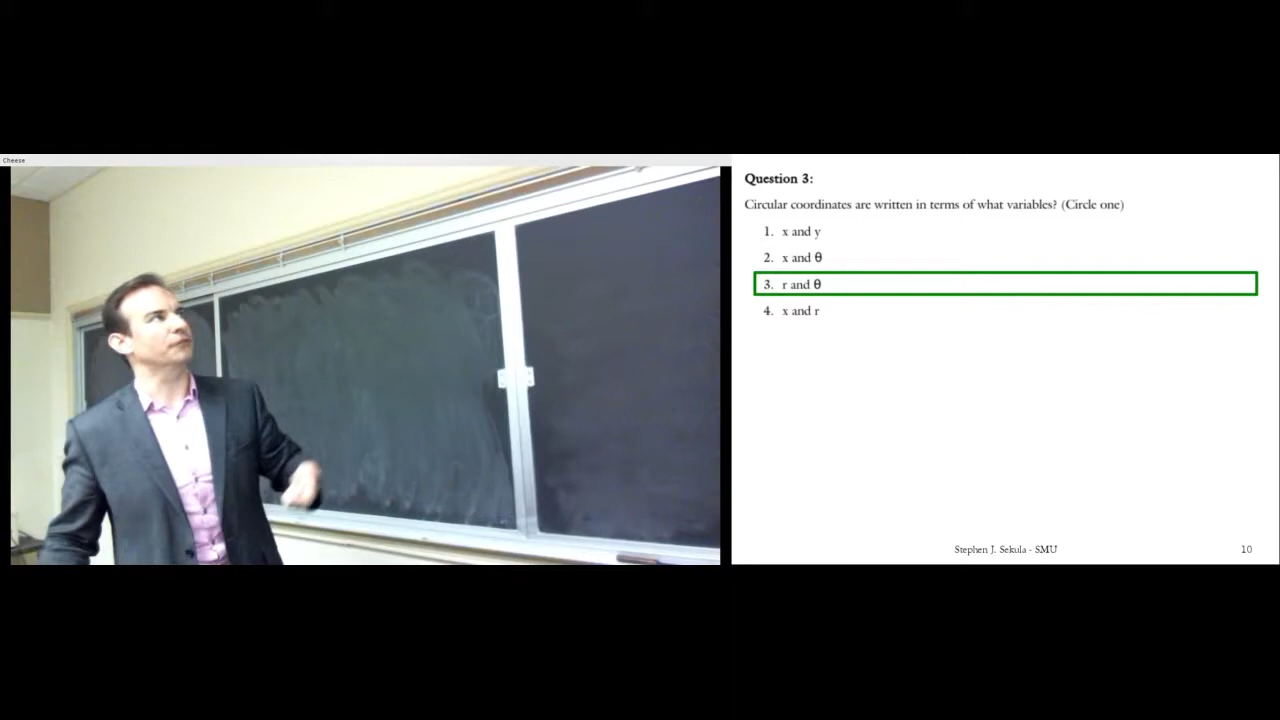 Cheese
Question 3:
Circular coordinates are written in terms of what variables? (Circle one)
1. x and y
2. x and θ
3. r and θ
4. x and r
Stephen J. Sekula - SMU
10